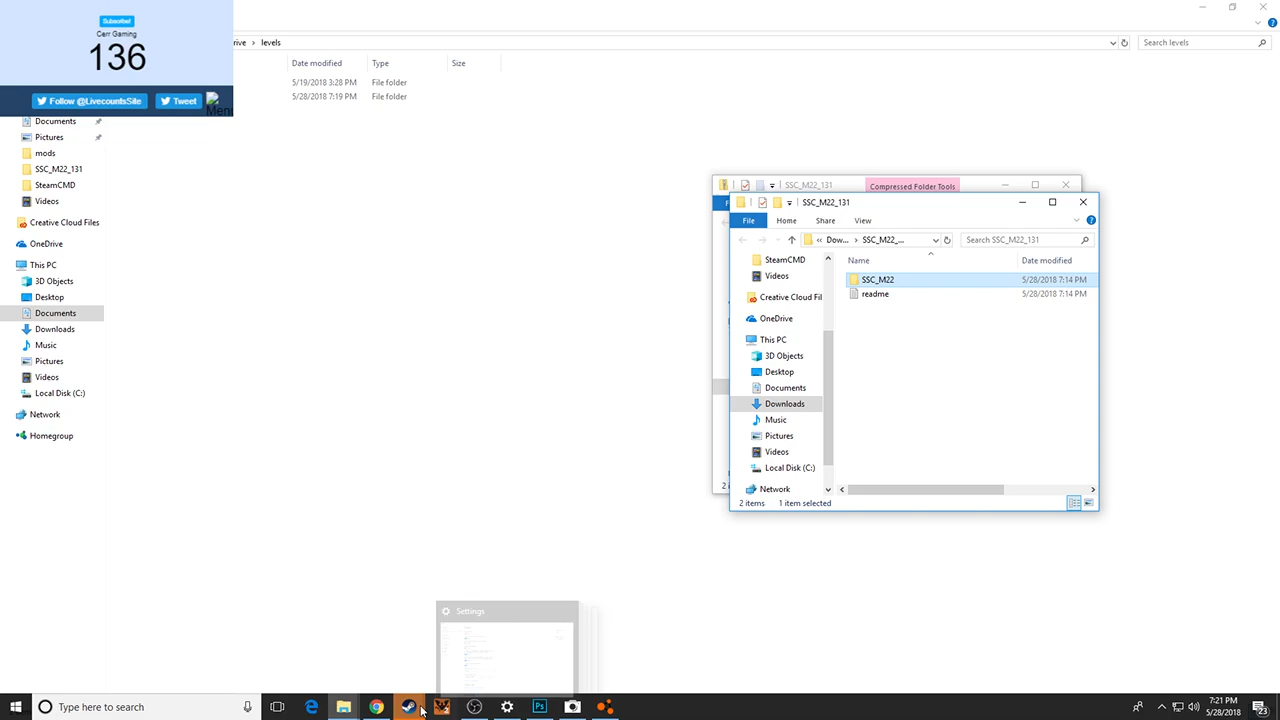 Subscribe!
Cerr Gaming
136
Follow @LivecountsSite
Tweet
rive > levels
Search levels
Date modified
Type
Size
5/19/2018 3:28 PM
File folder
5/28/2018 7:19 PM
File folder
Documents
Pictures
mods
SSC_M22_131
SteamCMD
Videos
Creative Cloud Files
OneDrive
This PC
3D Objects
Desktop
Documents
Downloads
Music
Pictures
Videos
Local Disk (C:)
Network
Homegroup
SSC_M22_131
Compressed Folder Tools
F
2 i
SSC_M22_131
File
Home
Share
View
« Dow... > SSC_M22_...
Search SSC_M22_131
SteamCMD
Videos
Creative Cloud Fil
OneDrive
This PC
3D Objects
Desktop
Documents
Downloads
Music
Pictures
Videos
Local Disk (C:)
Network
Name
Date modified
SSC_M22
5/28/2018 7:14 PM
readme
5/28/2018 7:14 PM
2 items
1 item selected
Settings
Type here to search
Ps
7:21 PM
5/28/2018
23